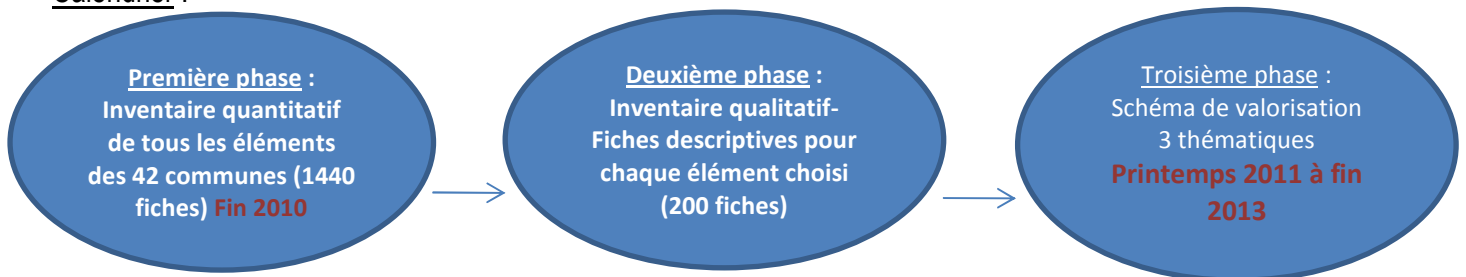 Calendrier :
Première phase :
Inventaire quantitatif
de tous les éléments
des 42 communes (1440
fiches) Fin 2010
Deuxième phase :
Inventaire qualitatif-
Fiches descriptives pour
chaque élément choisi
(200 fiches)
Troisième phase :
Schéma de valorisation
3 thématiques
Printemps 2011 à fin
2013